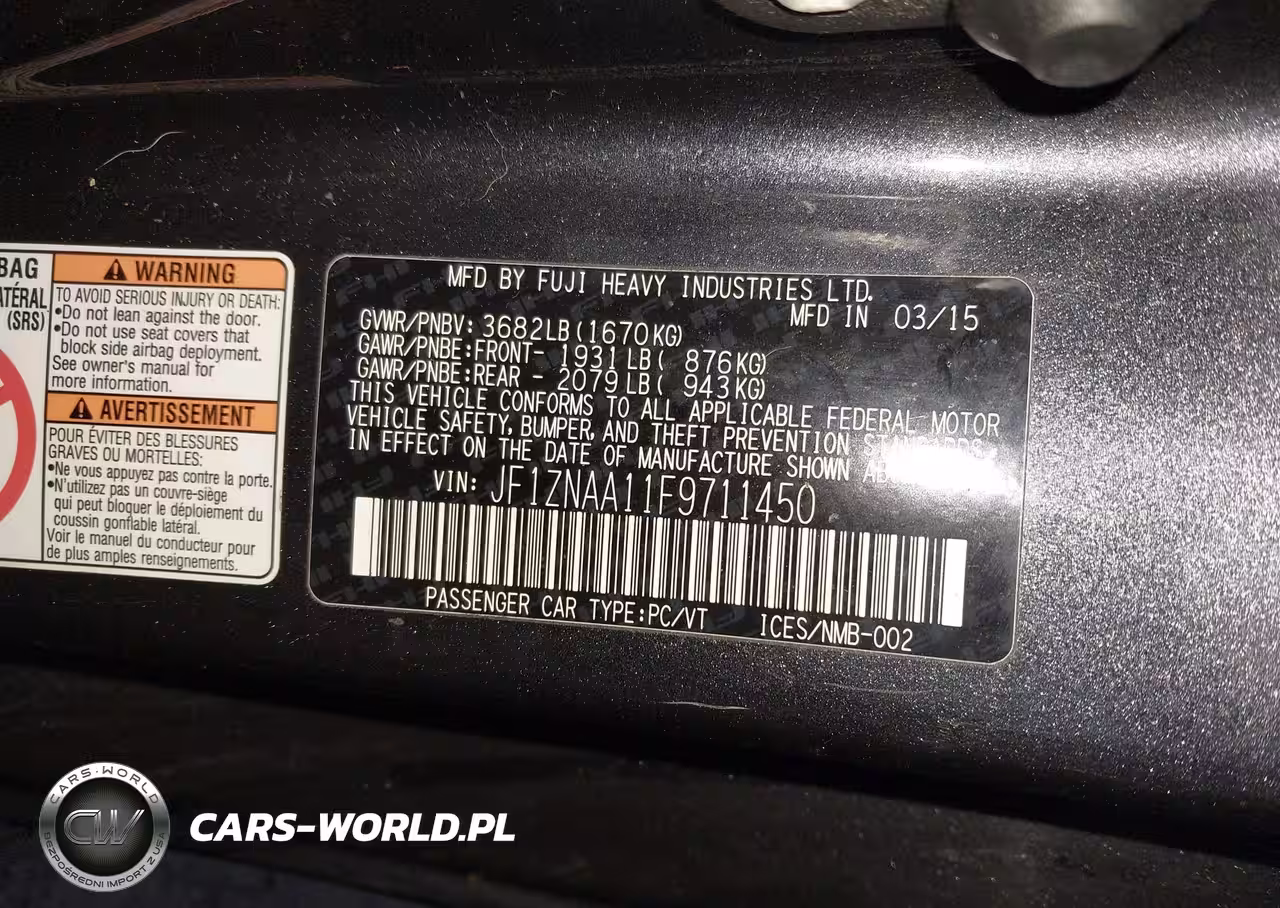 BAG
ATÉRAL
(SRS)
WARNING
TO AVOID SERIOUS INJURY OR DEATH:
•Do not lean against the door.
•Do not use seat covers that
block side airbag deployment.
See owner's manual for
more information.
AVERTISSEMENT
POUR ÉVITER DES BLESSURES
GRAVES OU MORTELLES:
•Ne vous appuyez pas contre la porte.
•N'utilisez pas un couvre-siège
qui peut bloquer le déploiement du
coussin gonflable latéral.
Voir le manuel du conducteur pour
de plus amples renseignements.
MFD BY FUJI HEAVY INDUSTRIES LTD.
MFD IN 03/15
GVWR/PNBV: 3682LB(1670KG)
GAWR/PNBE:FRONT- 1931LB( 876KG)
GAWR/PNBE:REAR - 2079LB( 943KG)
THIS VEHICLE CONFORMS TO ALL APPLICABLE FEDERAL MOTOR
VEHICLE SAFETY, BUMPER, AND THEFT PREVENTION STANDARDS
IN EFFECT ON THE DATE OF MANUFACTURE SHOWN
VIN: JF1ZNAA11F9711450
PASSENGER CAR TYPE:PC/VT ICES/NMB-002
CARS-WORLD
CW
BEZPOŚREDNI IMPORT Z USA
CARS-WORLD.PL